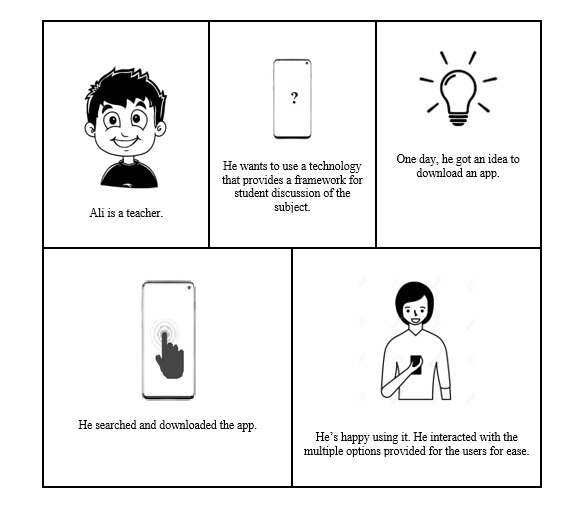 Ali is a teacher.
?
He wants to use a technology
that provides a framework for
student discussion of the
subject.
One day, he got an idea to
download an app.
He searched and downloaded the app.
He’s happy using it. He interacted with the
multiple options provided for the users for ease.